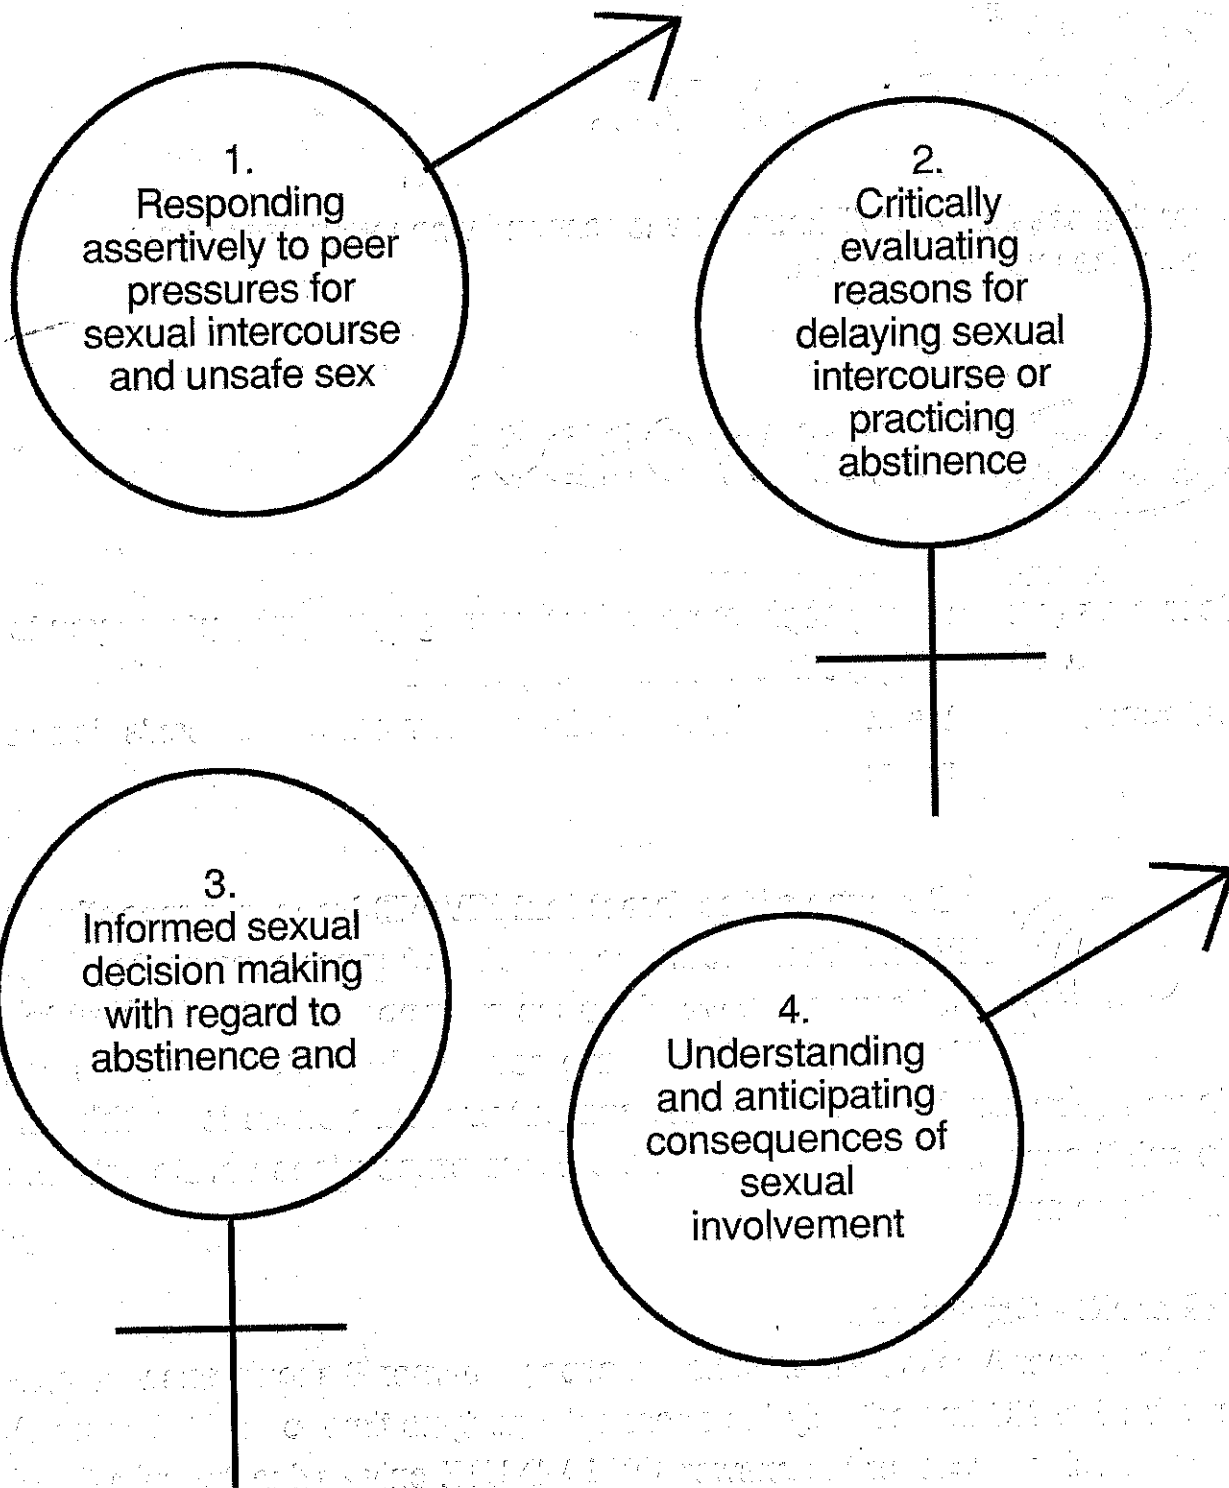 1.
Responding
assertively to peer
pressures for
sexual intercourse
and unsafe sex
2.
Critically
evaluating
reasons for
delaying sexual
intercourse or
practicing
abstinence
3.
Informed sexual
decision making
with regard to
abstinence and
4.
Understanding
and anticipating
consequences of
sexual
involvement